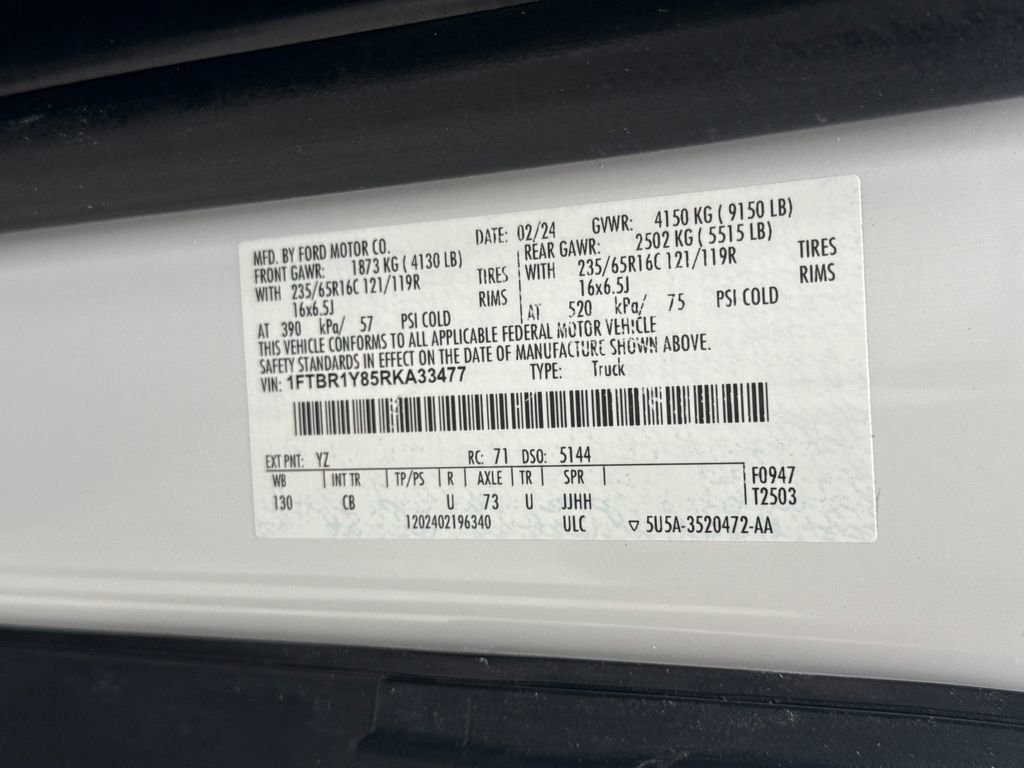 MFD. BY FORD MOTOR CO. DATE: 02/24 GVWR: 4150 KG ( 9150 LB)
FRONT GAWR: 1873 KG ( 4130 LB) REAR GAWR: 2502 KG ( 5515 LB)
WITH 235/65R16C 121/119R TIRES WITH 235/65R16C 121/119R TIRES
16x6.5J RIMS 16x6.5J RIMS
AT 390 kPa/ 57 PSI COLD AT 520 kPa/ 75 PSI COLD
THIS VEHICLE CONFORMS TO ALL APPLICABLE FEDERAL MOTOR VEHICLE
SAFETY STANDARDS IN EFFECT ON THE DATE OF MANUFACTURE SHOWN ABOVE.
VIN: 1FTBR1Y85RKA33477 TYPE: Truck
EXT PNT: YZ RC: 71 DSO: 5144
WB INT TR TP/PS R AXLE TR SPR F0947
130 CB U 73 U JJHH T2503
1202402196340 ULC ▽ 5U5A-3520472-AA